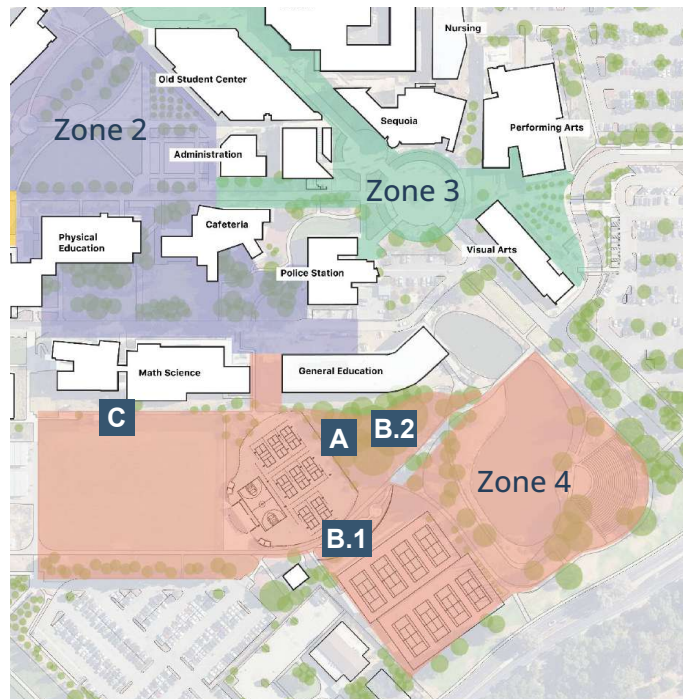 Nursing
Old Student Center
Sequoia
Performing Arts
Zone 2
Administration
Zone 3
Physical
Education
Cafeteria
Visual Arts
Police Station
Math Science
General Education
C
A
B.2
Zone 4
B.1